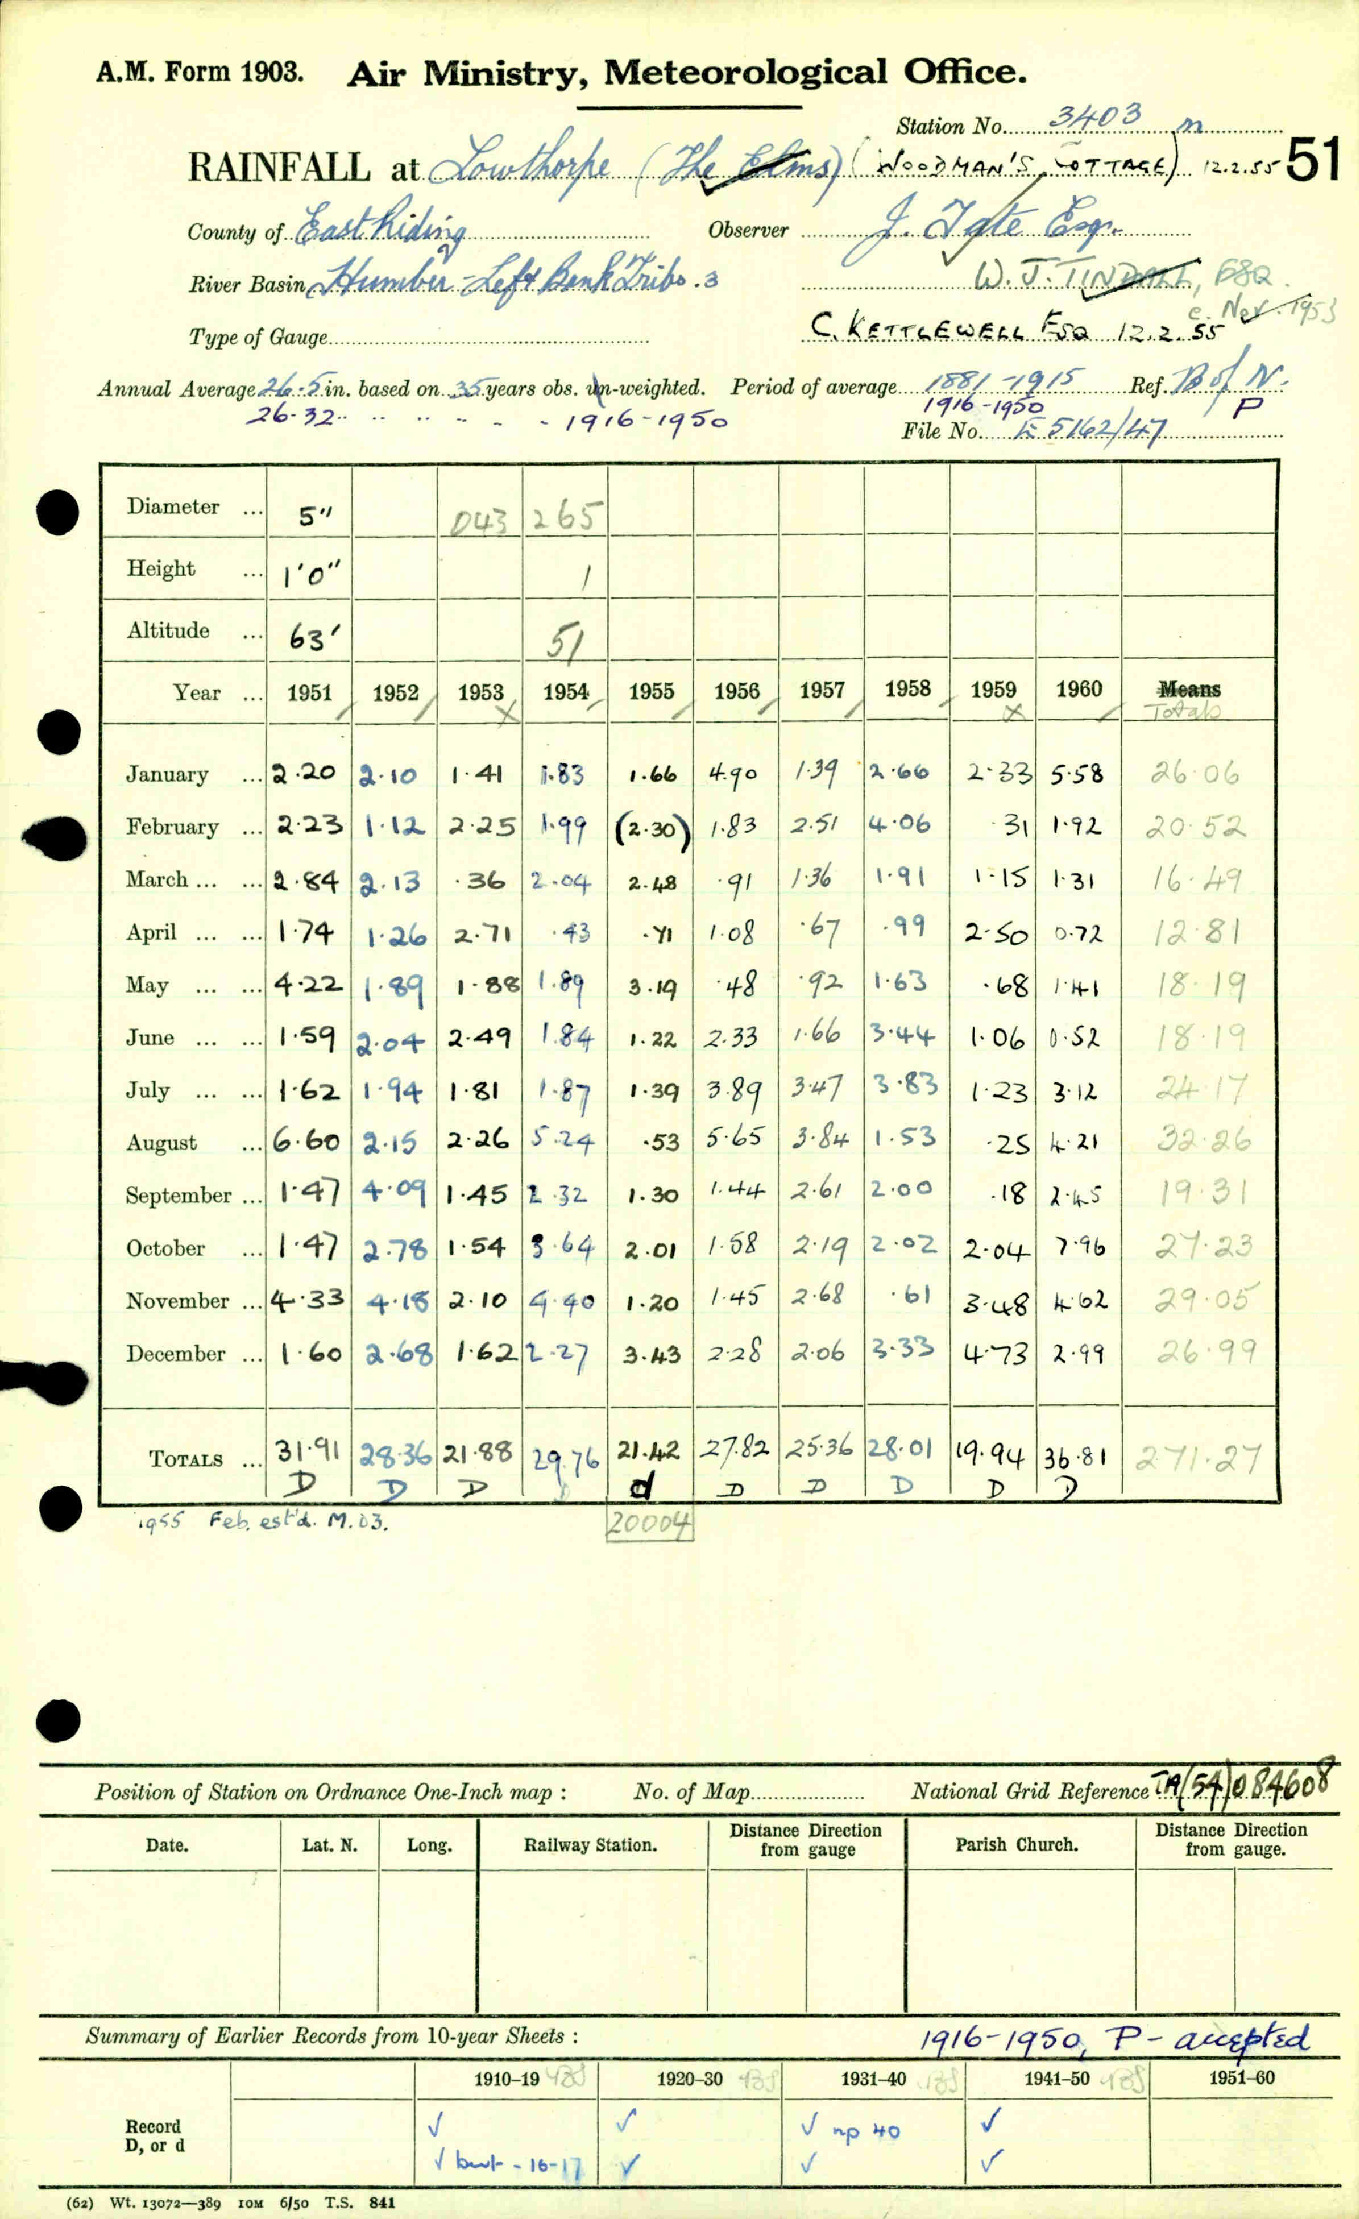 A.M. Form 1903. Air Ministry, Meteorological Office.
Station No. 3403 m
RAINFALL at Lowthorpe (The Elms) (WOODMAN'S COTTAGE) 12.2.55 51
County of East Riding Observer J. Tate Esq.
River Basin Humber - Left Bank Tribs. 3 W. J. TINDALL, ESQ. c. Nov. 1953
Type of Gauge C. KETTLEWELL ESQ 12.2.55
Annual Average 26.5 in. based on 35 years obs. un-weighted. Period of average 1881-1915 Ref. B of N.
26.32 .. .. .. .. - 1916-1950 1916-1950 P
File No. E 5162/47
Diameter ... 5" 043 265
Height ... 1'0" 1
Altitude ... 63' 51
Year ... 1951 1952 1953 1954 1955 1956 1957 1958 1959 1960 Means
Totals
January ... 2.20 2.10 1.41 1.83 1.66 4.90 1.39 2.66 2.33 5.58 26.06
February ... 2.23 1.12 2.25 1.99 (2.30) 1.83 2.51 4.06 .31 1.92 20.52
March ... ... 2.84 2.13 .36 2.04 2.48 .91 1.36 1.91 1.15 1.31 16.49
April ... ... 1.74 1.26 2.71 .43 .71 1.08 .67 .99 2.50 0.72 12.81
May ... ... 4.22 1.89 1.88 1.89 3.19 .48 .92 1.63 .68 1.41 18.19
June ... ... 1.59 2.04 2.49 1.84 1.22 2.33 1.66 3.44 1.06 0.52 18.19
July ... ... 1.62 1.94 1.81 1.87 1.39 3.89 3.47 3.83 1.23 3.12 24.17
August ... 6.60 2.15 2.26 5.24 .53 5.65 3.84 1.53 .25 4.21 32.26
September ... 1.47 4.09 1.45 2.32 1.30 1.44 2.61 2.00 .18 2.45 19.31
October ... 1.47 2.78 1.54 3.64 2.01 1.58 2.19 2.02 2.04 7.96 27.23
November ... 4.33 4.18 2.10 4.40 1.20 1.45 2.68 .61 3.48 4.62 29.05
December ... 1.60 2.68 1.62 2.27 3.43 2.28 2.06 3.33 4.73 2.99 26.99
TOTALS ... 31.91 28.36 21.88 29.76 21.42 27.82 25.36 28.01 19.94 36.81 271.27
D D D D d D D D D D
1955 Feb. est'd. M.O3. 20004
Position of Station on Ordnance One-Inch map : No. of Map National Grid Reference TA(54)084608
Date. Lat. N. Long. Railway Station. Distance Direction from gauge Parish Church. Distance Direction from gauge.
Summary of Earlier Records from 10-year Sheets : 1916-1950, P - accepted
1910–19 1920–30 1931–40 1941–50 1951–60
Record ✓ ✓ ✓ np 40 ✓
D, or d ✓ but - 16-17 ✓ ✓ ✓
(62) Wt. 13072—389 10M 6/50 T.S. 841